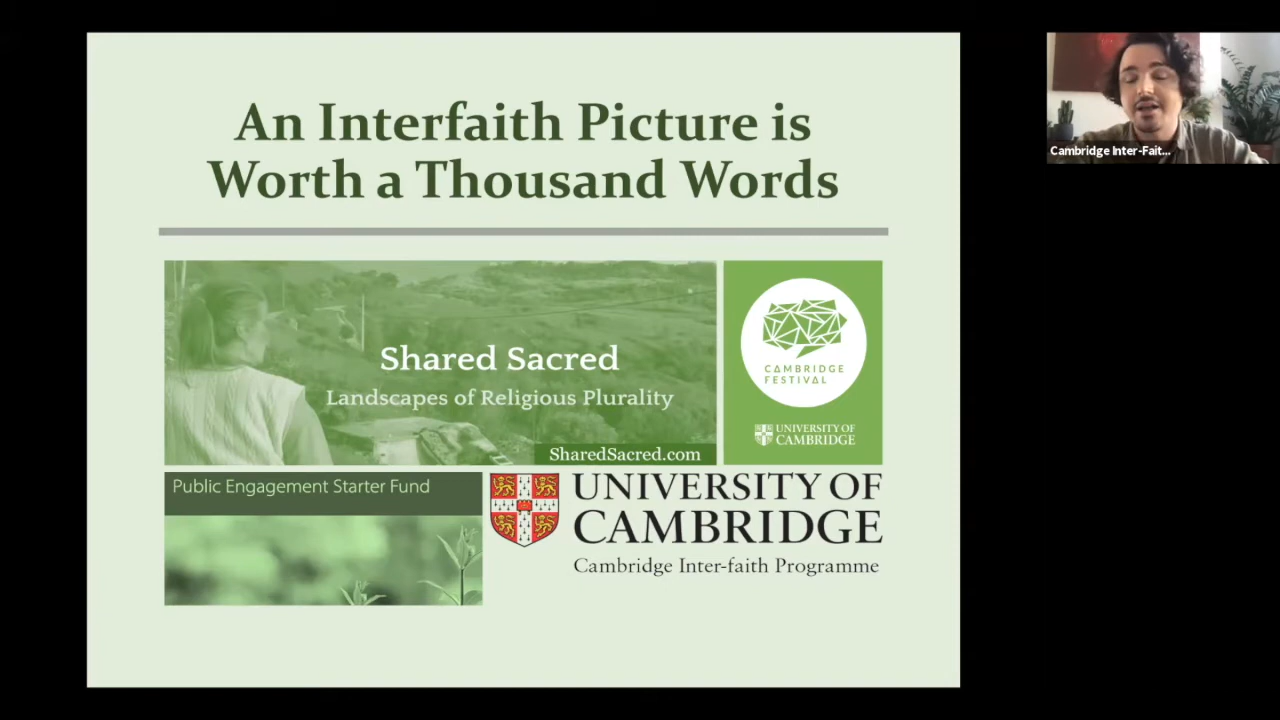 An Interfaith Picture is
Worth a Thousand Words
Shared Sacred
Landscapes of Religious Plurality
SharedSacred.com
CAMBRIDGE
FESTIVAL
UNIVERSITY OF
CAMBRIDGE
Public Engagement Starter Fund
UNIVERSITY OF
CAMBRIDGE
Cambridge Inter-faith Programme
Cambridge Inter-Fait...